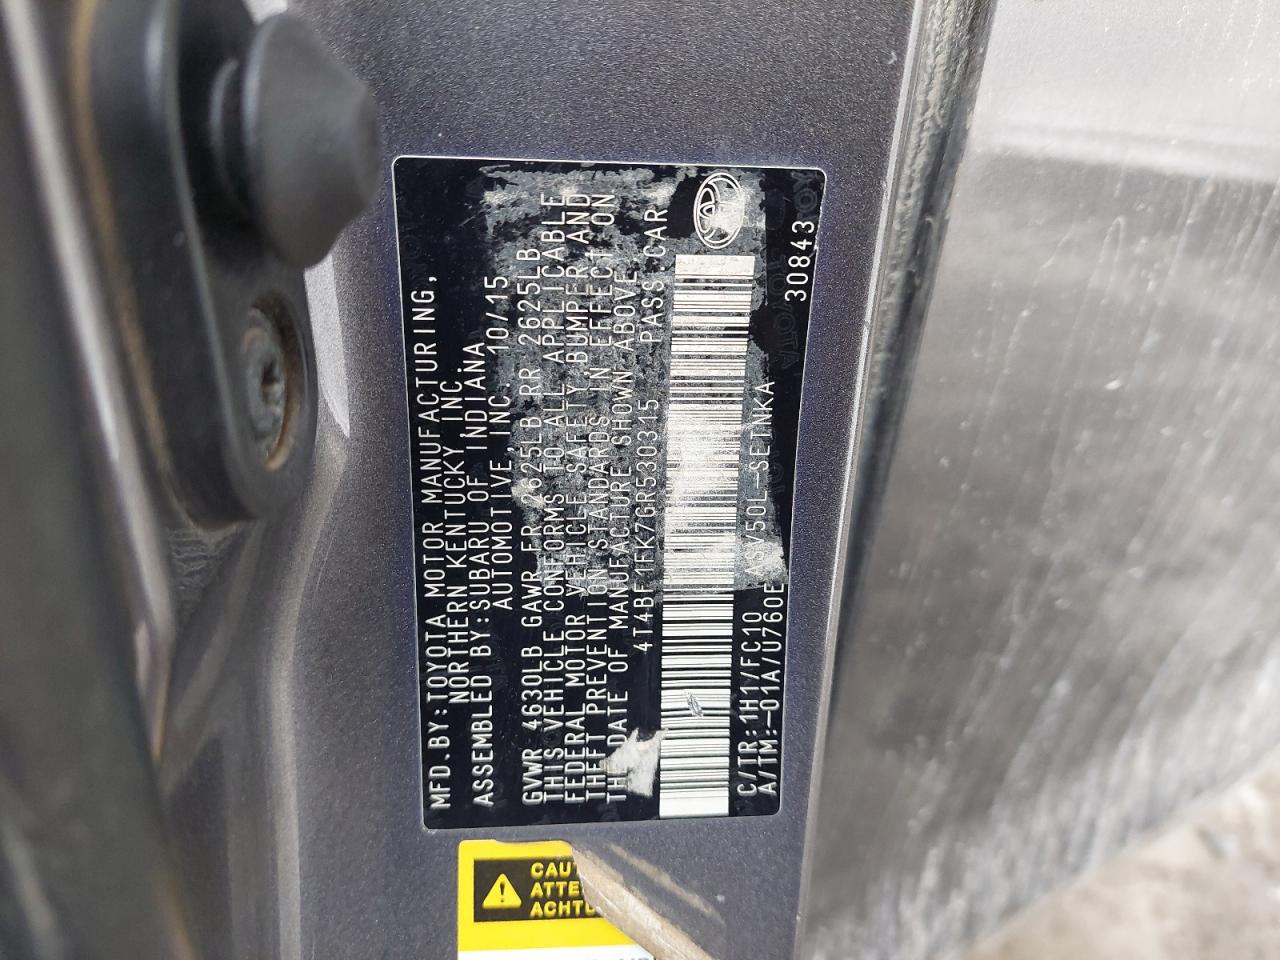 MFD.BY:TOYOTA MOTOR MANUFACTURING,
NORTHERN KENTUCKY,INC.
ASSEMBLED BY:SUBARU OF INDIANA
AUTOMOTIVE,INC. 10/15
GVWR 4630LB GAWR FR 2625LB RR 2625LB
THIS VEHICLE CONFORMS TO ALL APPLICABLE
FEDERAL MOTOR VEHICLE SAFETY,BUMPER AND
THEFT PREVENTION STANDARDS IN EFFECT ON
THE DATE OF MANUFACTURE SHOWN ABOVE.
4T4BF1FK7GR530315 PASS CAR
C/TR:1H1/FC10 ASV50L-SETNKA
A/TM:-01A/U760E 30843
TOYOTA
CAUT
ATTE
ACHTU